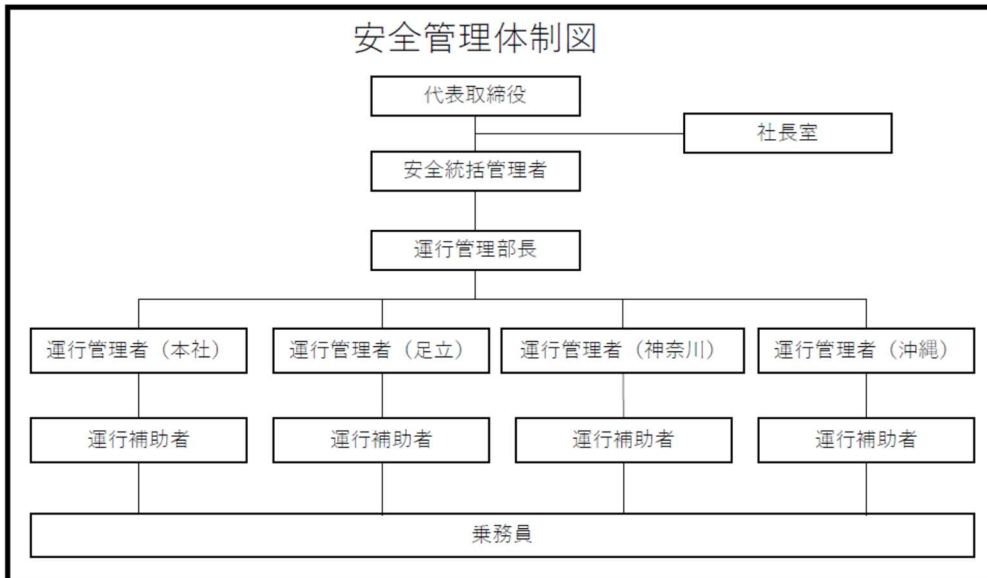 安全管理体制図
代表取締役
社長室
安全統括管理者
運行管理部長
運行管理者（本社）
運行管理者（足立）
運行管理者（神奈川）
運行管理者（沖縄）
運行補助者
運行補助者
運行補助者
運行補助者
乗務員